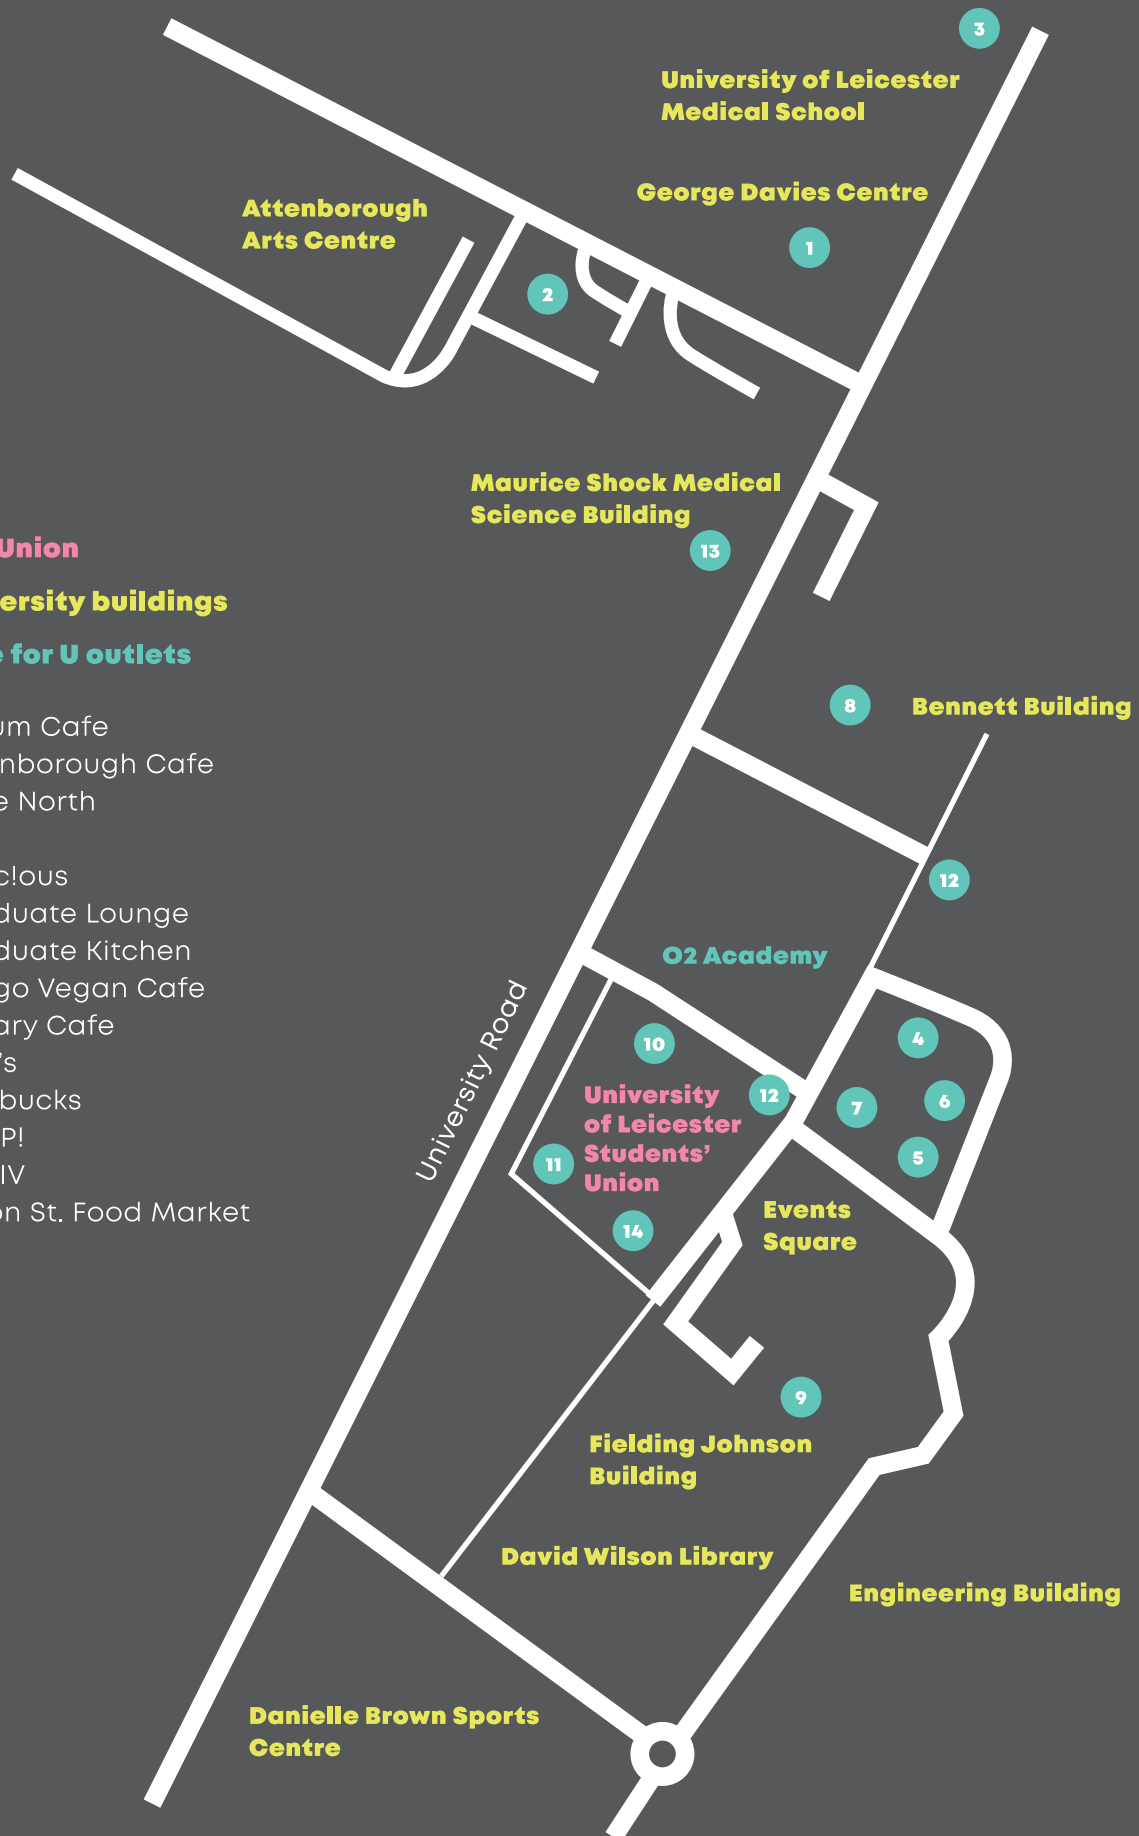 3
University of Leicester
Medical School
George Davies Centre
1
Attenborough
Arts Centre
2
Maurice Shock Medical
Science Building
13
Union
ersity buildings
e for U outlets
um Cafe
nborough Cafe
e North
c!ous
duate Lounge
duate Kitchen
go Vegan Cafe
ary Cafe
's
bucks
P!
IV
on St. Food Market
8
Bennett Building
12
O2 Academy
University Road
10
4
12
7
6
5
University
of Leicester
Students'
Union
11
14
Events
Square
9
Fielding Johnson
Building
David Wilson Library
Engineering Building
Danielle Brown Sports
Centre